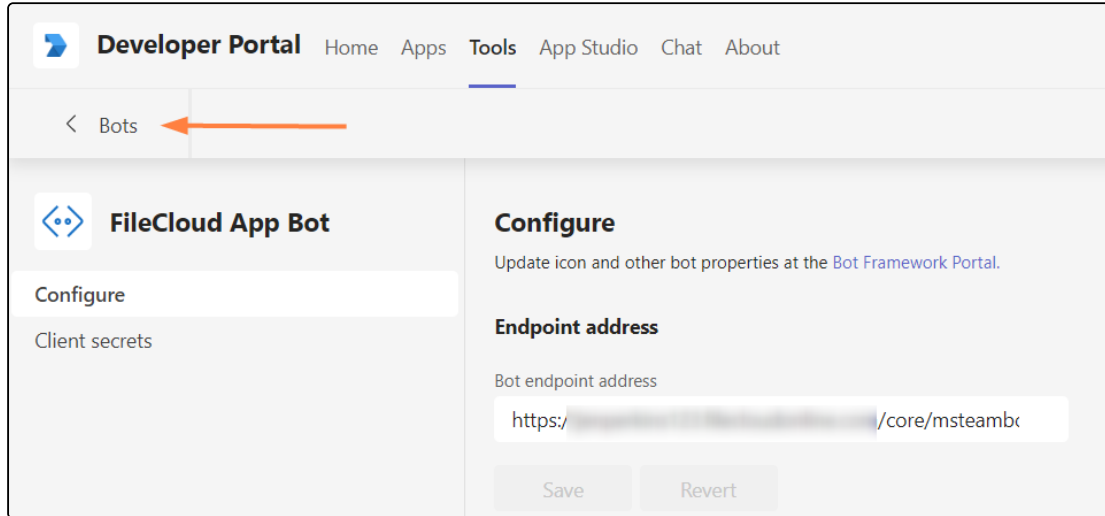 Developer Portal Home Apps Tools App Studio Chat About
Bots
FileCloud App Bot
Configure
Client secrets
Configure
Update icon and other bot properties at the Bot Framework Portal.
Endpoint address
Bot endpoint address
https:/ /core/msteambo
Save Revert